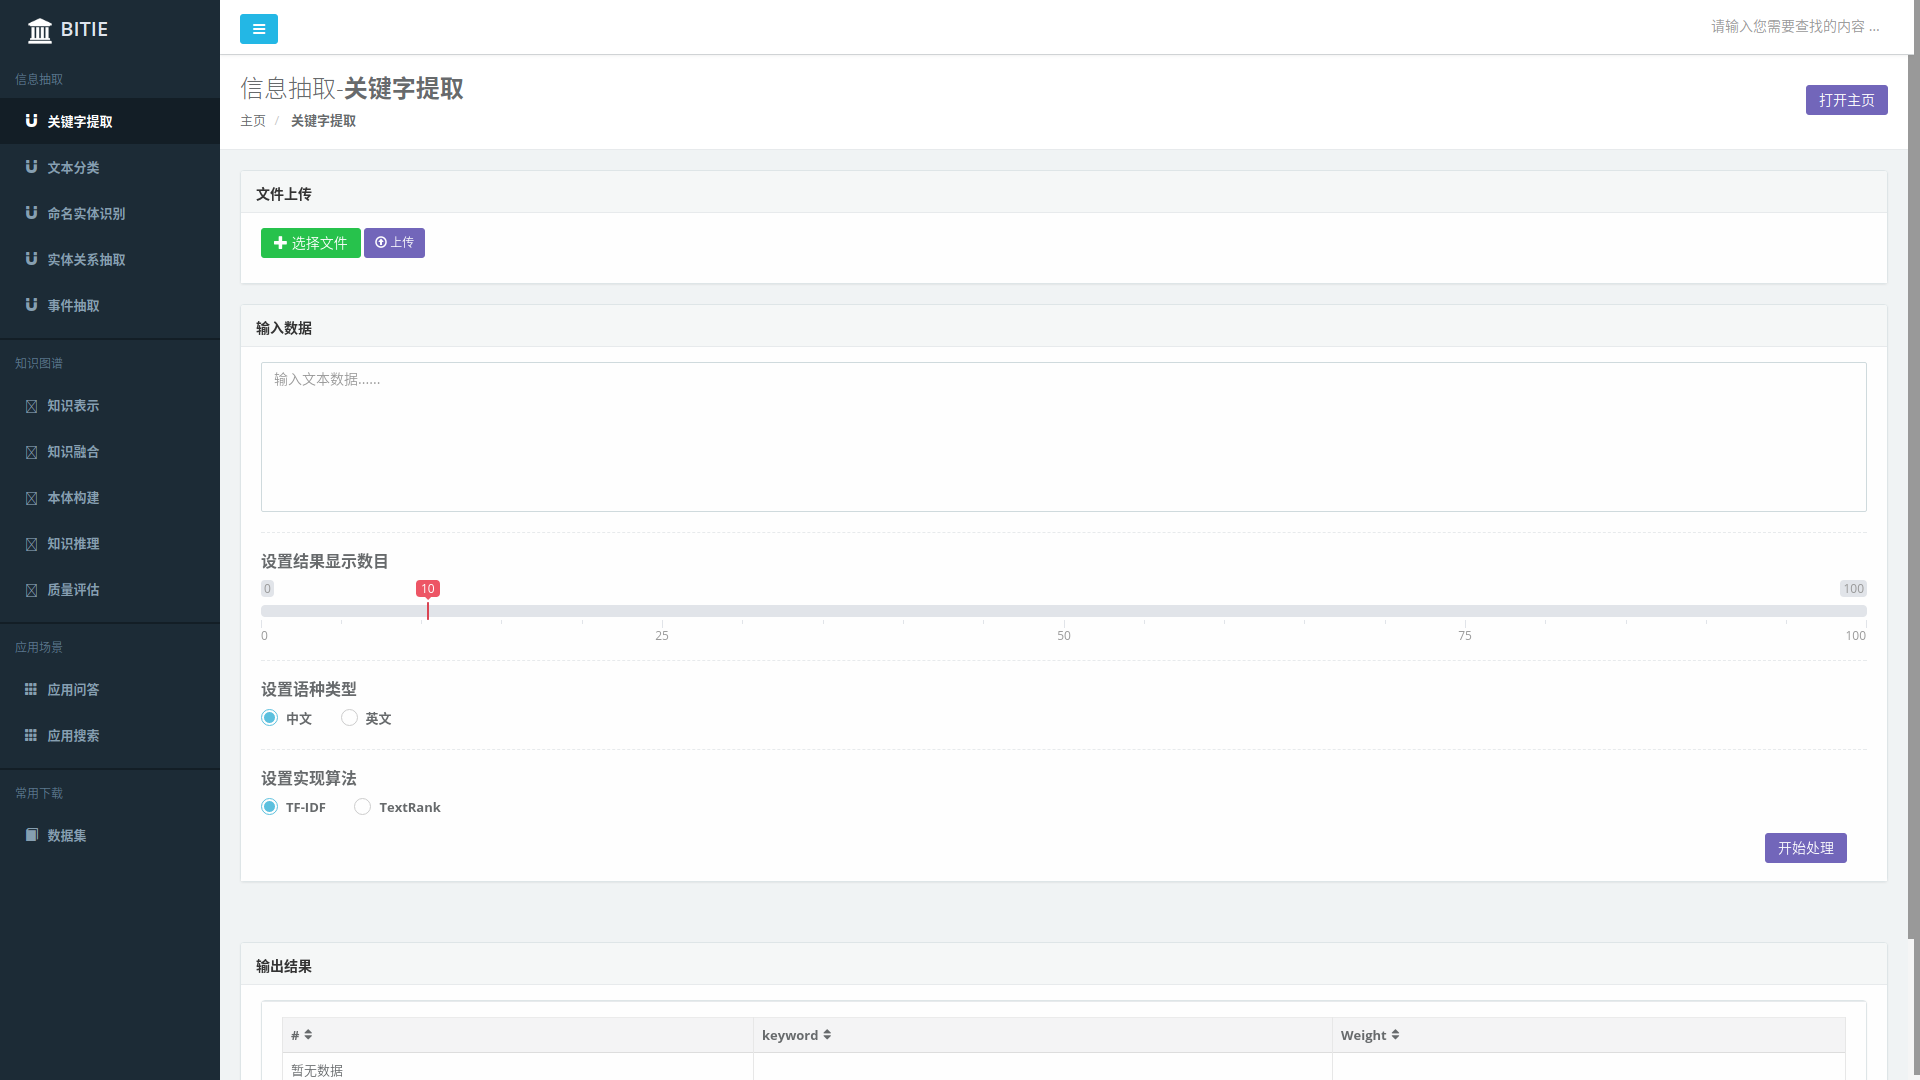 BITIE
信息抽取
关键字提取
文本分类
命名实体识别
实体关系抽取
事件抽取
知识图谱
知识表示
知识融合
本体构建
知识推理
质量评估
应用场景
应用问答
应用搜索
常用下载
数据集
请输入您需要查找的内容 ...
信息抽取-关键字提取
主页 / 关键字提取
打开主页
文件上传
选择文件 上传
输入数据
输入文本数据......
设置结果显示数目
0 10 100
0 25 50 75 100
设置语种类型
中文 英文
设置实现算法
TF-IDF TextRank
开始处理
输出结果
# keyword Weight
暂无数据